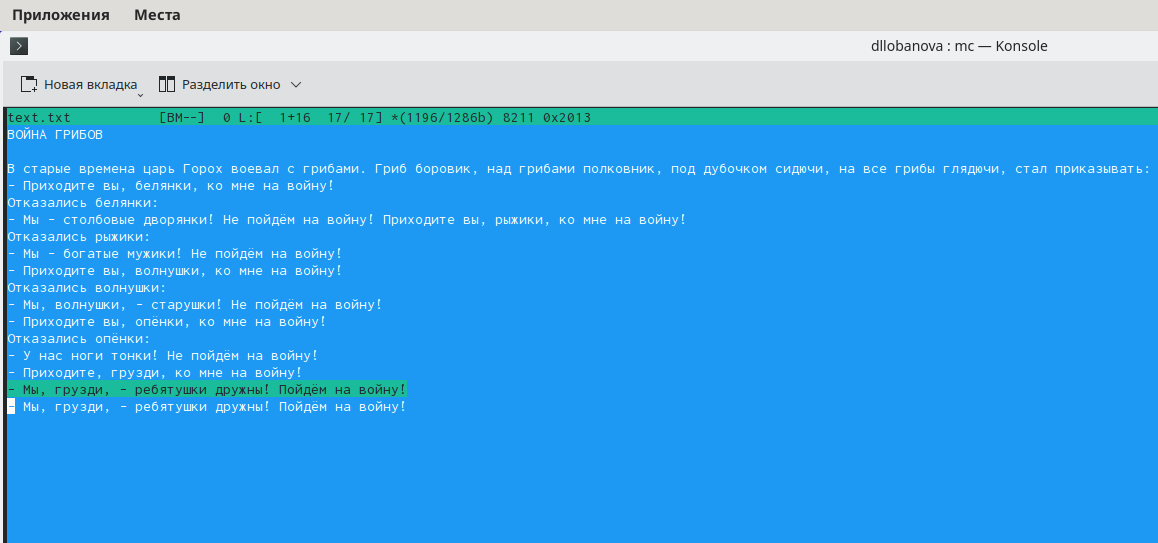 Приложения Места
dllobanova : mc — Konsole
Новая вкладка Разделить окно
text.txt [BM--] 0 L:[ 1+16 17/ 17] *(1196/1286b) 8211 0x2013
ВОЙНА ГРИБОВ
В старые времена царь Горох воевал с грибами. Гриб боровик, над грибами полковник, под дубочком сидючи, на все грибы глядючи, стал приказывать:
– Приходите вы, белянки, ко мне на войну!
Отказались белянки:
– Мы – столбовые дворянки! Не пойдём на войну! Приходите вы, рыжики, ко мне на войну!
Отказались рыжики:
– Мы – богатые мужики! Не пойдём на войну!
– Приходите вы, волнушки, ко мне на войну!
Отказались волнушки:
– Мы, волнушки, – старушки! Не пойдём на войну!
– Приходите вы, опёнки, ко мне на войну!
Отказались опёнки:
– У нас ноги тонки! Не пойдём на войну!
– Приходите, грузди, ко мне на войну!
– Мы, грузди, – ребятушки дружны! Пойдём на войну!
– Мы, грузди, – ребятушки дружны! Пойдём на войну!